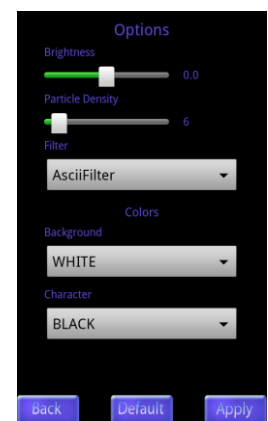 Options
Brightness
0.0
Particle Density
6
Filter
AsciiFilter
Colors
Background
WHITE
Character
BLACK
Back Default Apply